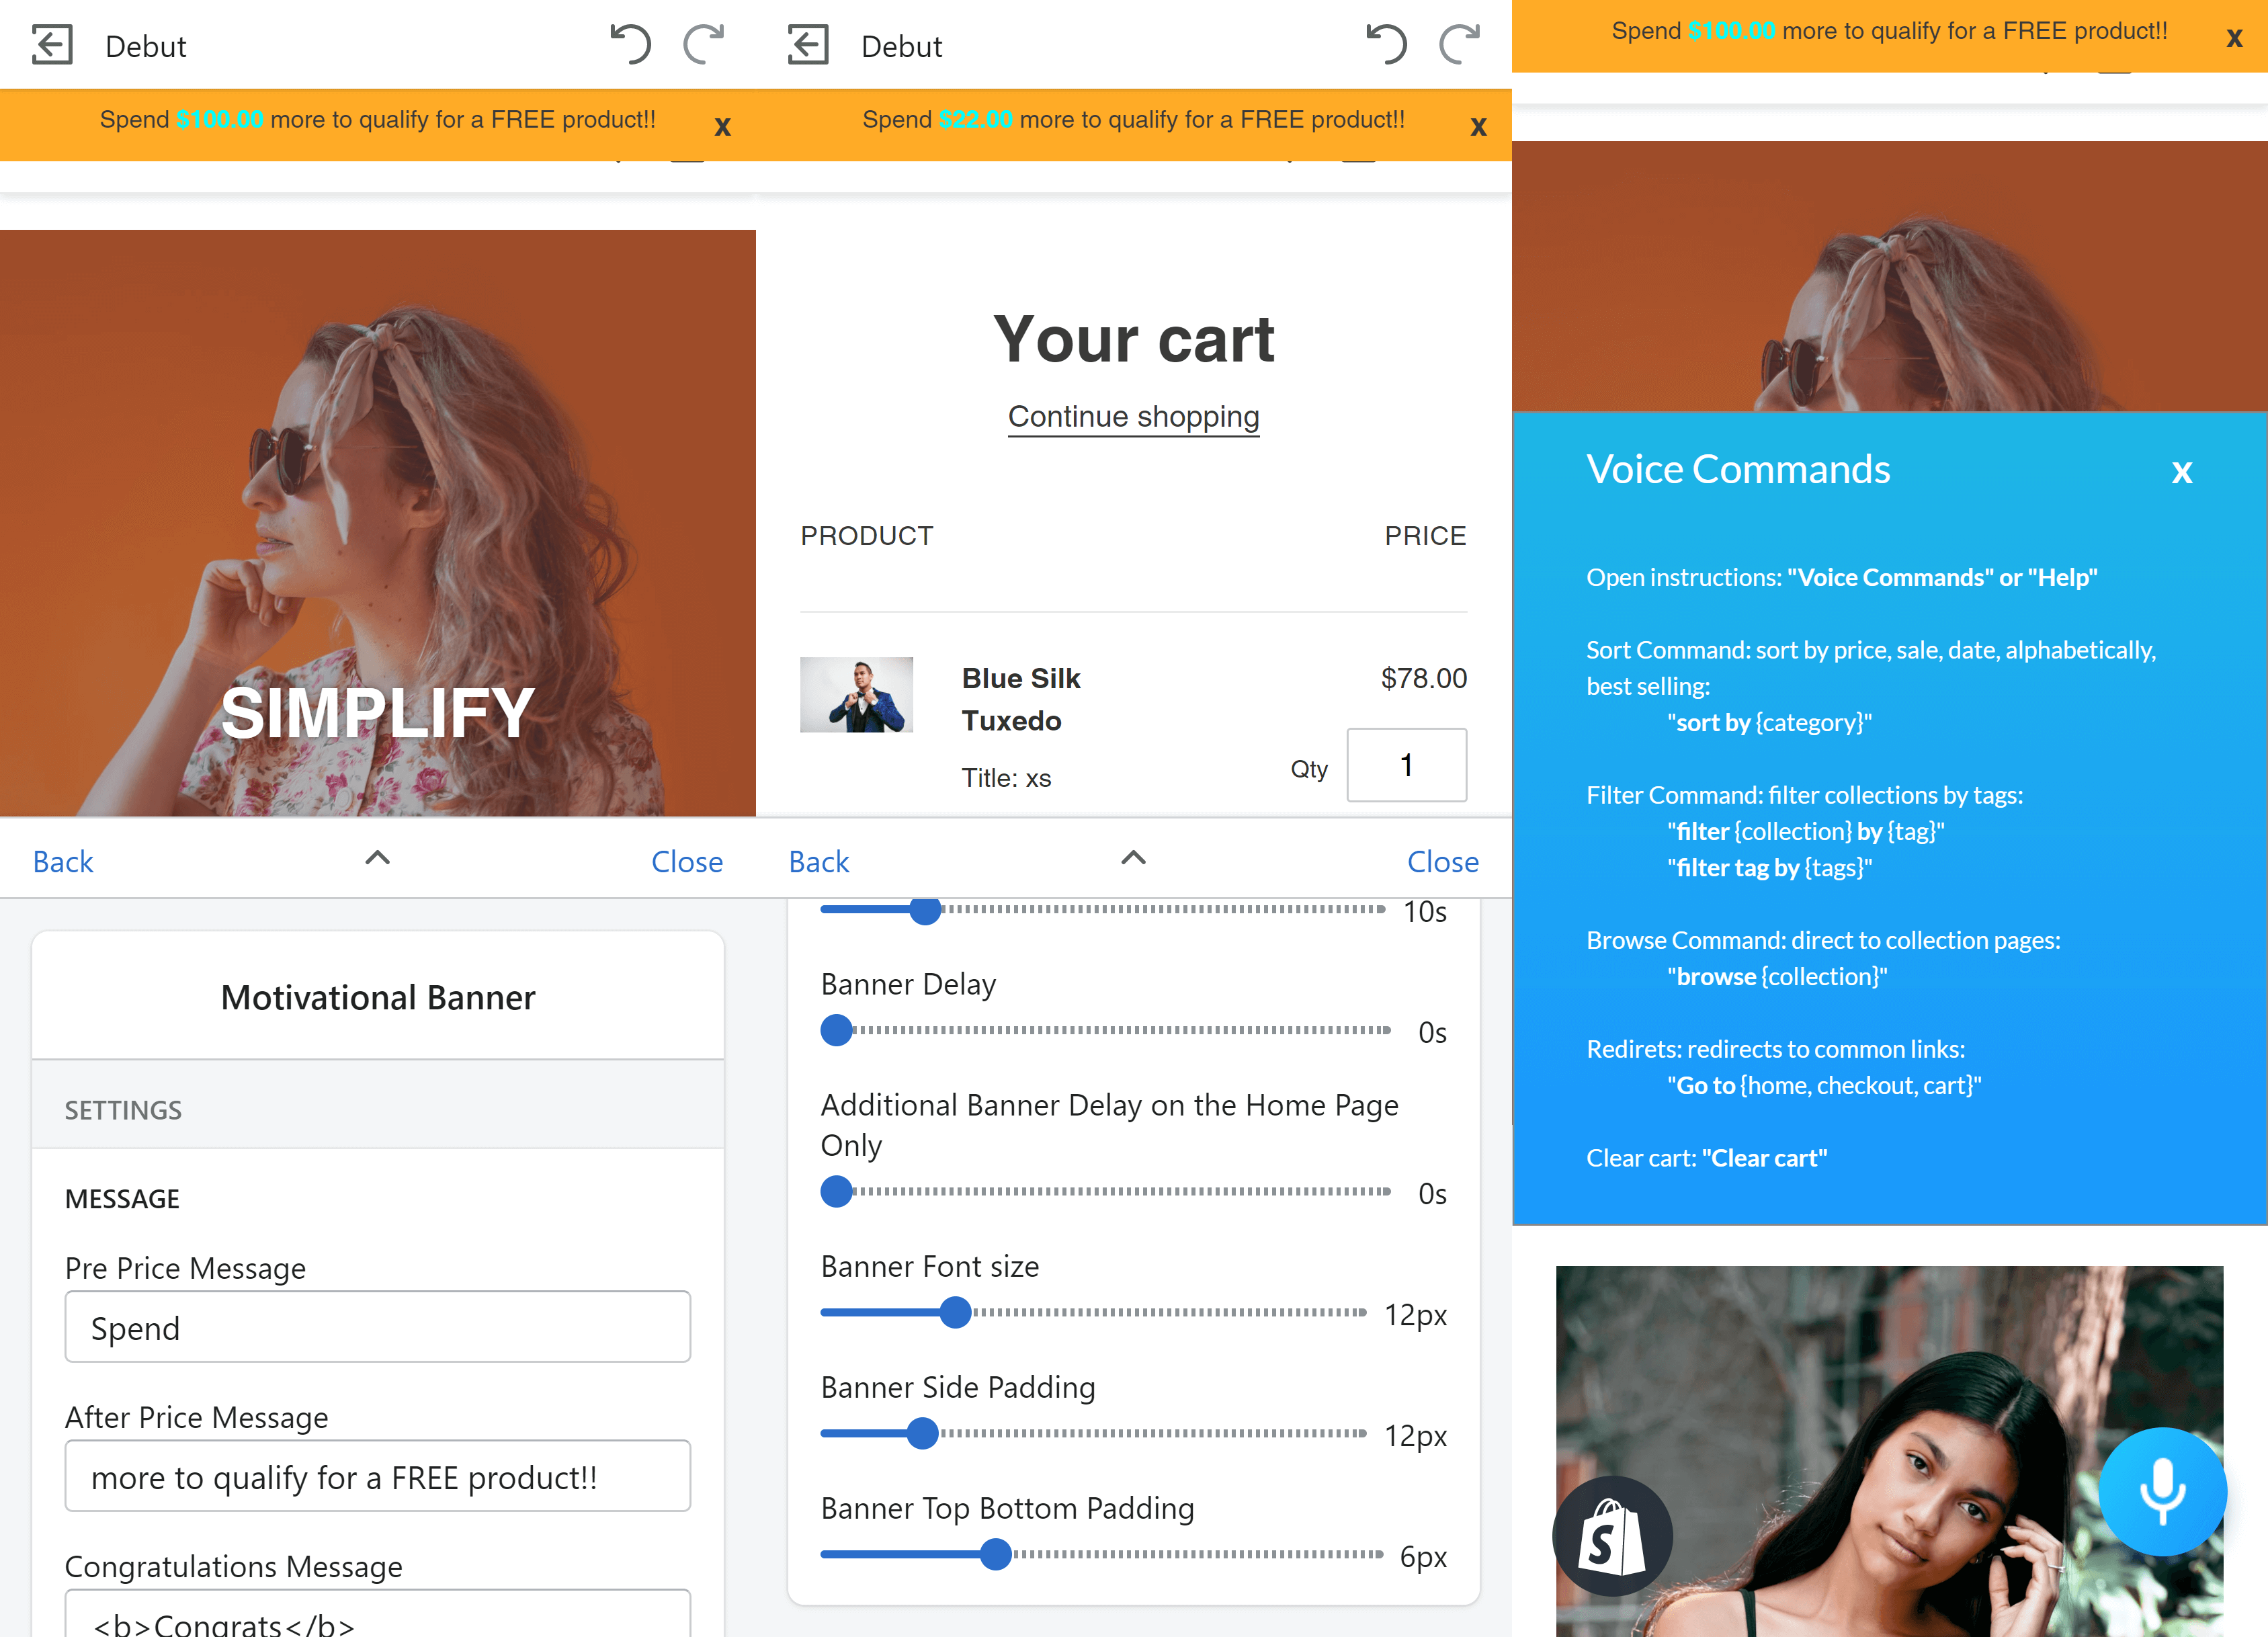 Debut
Spend $100.00 more to qualify for a FREE product!!
x
SIMPLIFY
Back
Close
Motivational Banner
SETTINGS
MESSAGE
Pre Price Message
Spend
After Price Message
more to qualify for a FREE product!!
Congratulations Message
<b>Congrats</b>
Debut
Spend $22.00 more to qualify for a FREE product!!
x
Your cart
Continue shopping
PRODUCT
PRICE
Blue Silk
Tuxedo
$78.00
Title: xs
Qty
1
Back
Close
10s
Banner Delay
0s
Additional Banner Delay on the Home Page
Only
0s
Banner Font size
12px
Banner Side Padding
12px
Banner Top Bottom Padding
6px
Spend $100.00 more to qualify for a FREE product!!
x
Voice Commands
x
Open instructions: "Voice Commands" or "Help"
Sort Command: sort by price, sale, date, alphabetically,
best selling:
"sort by {category}"
Filter Command: filter collections by tags:
"filter {collection} by {tag}"
"filter tag by {tags}"
Browse Command: direct to collection pages:
"browse {collection}"
Redirets: redirects to common links:
"Go to {home, checkout, cart}"
Clear cart: "Clear cart"
S